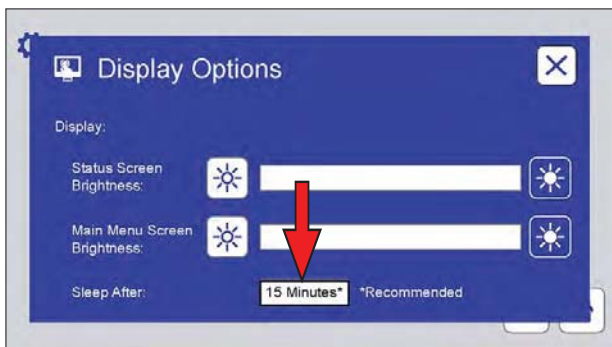 Display Options
Display:
Status Screen
Brightness:
Main Menu Screen
Brightness:
Sleep After: 15 Minutes* *Recommended